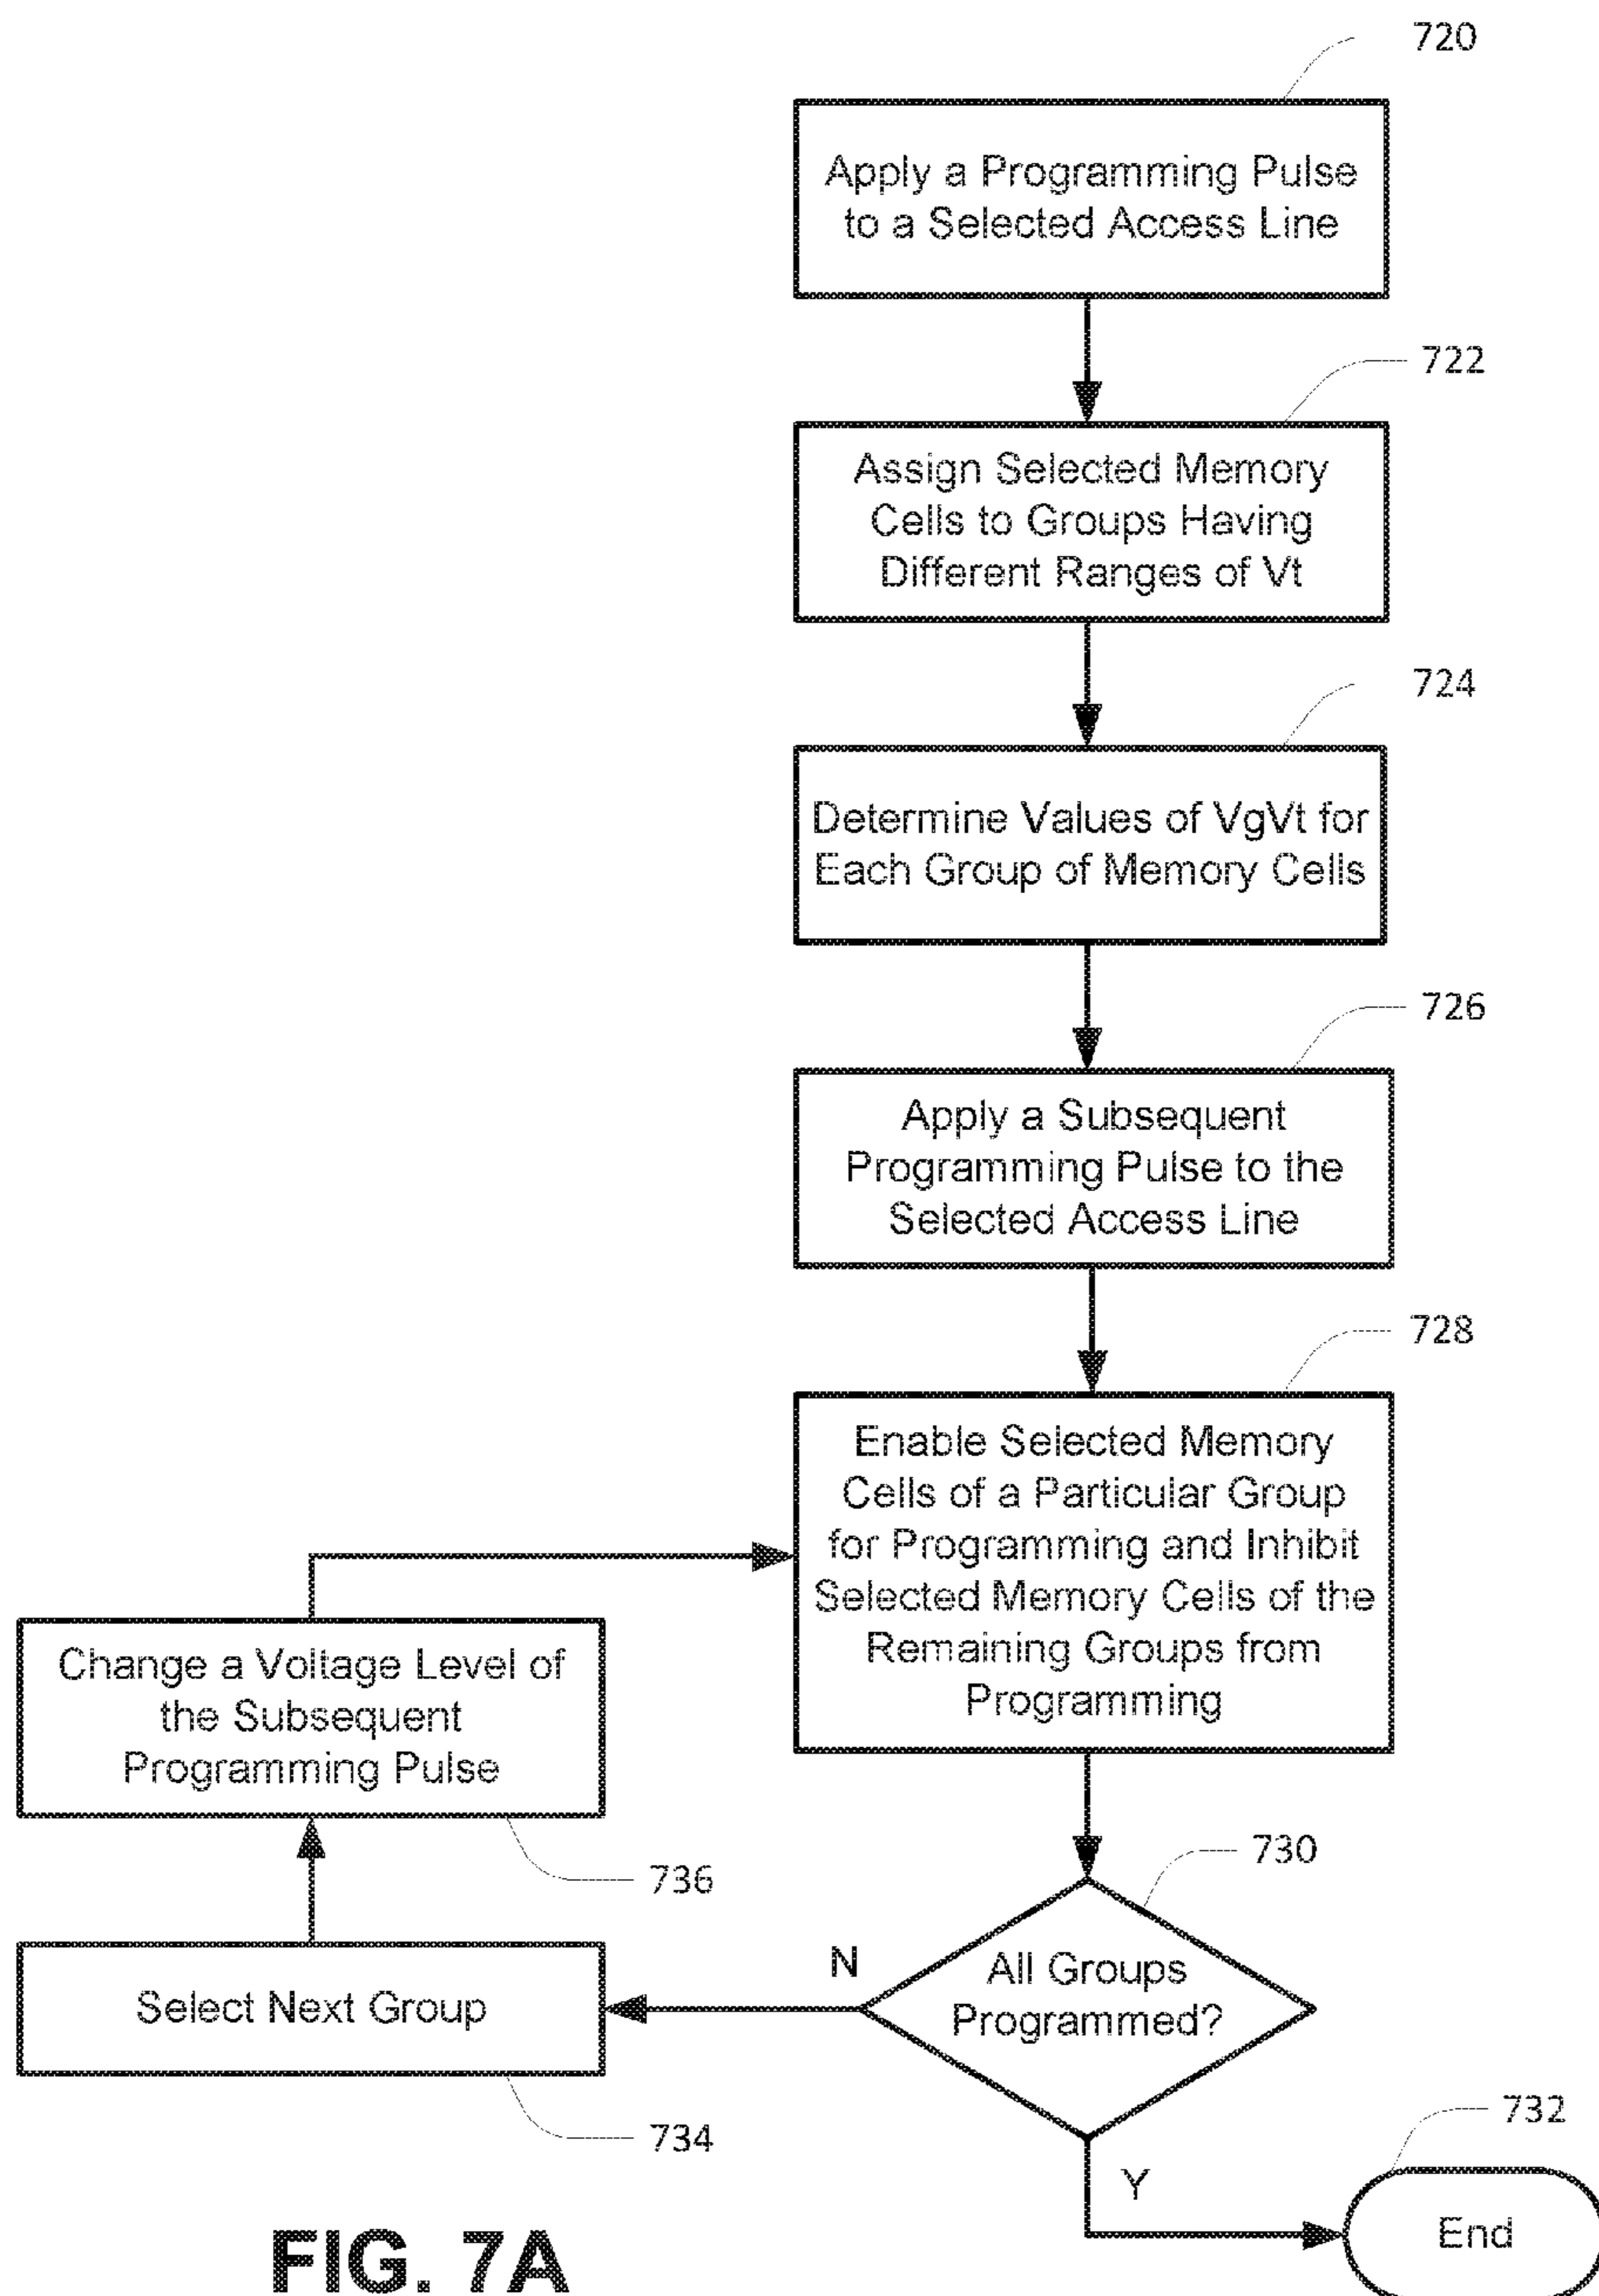 720
Apply a Programming Pulse
to a Selected Access Line
722
Assign Selected Memory
Cells to Groups Having
Different Ranges of Vt
724
Determine Values of VgVt for
Each Group of Memory Cells
726
Apply a Subsequent
Programming Pulse to the
Selected Access Line
728
Enable Selected Memory
Cells of a Particular Group
for Programming and Inhibit
Selected Memory Cells of the
Remaining Groups from
Programming
Change a Voltage Level of
the Subsequent
Programming Pulse
736
730
All Groups
Programmed?
N
Select Next Group
734
Y
732
End
FIG. 7A